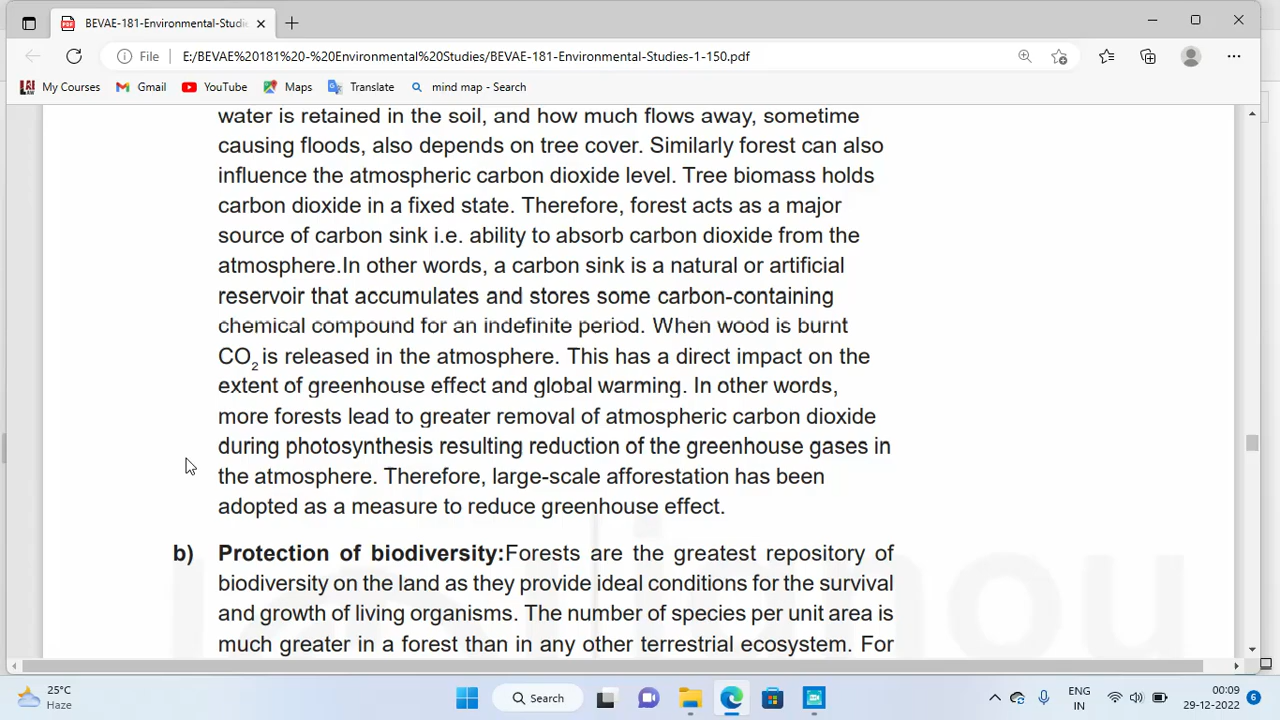 BEVAE-181-Environmental-Studi
File E:/BEVAE%20181%20-%20Environmental%20Studies/BEVAE-181-Environmental-Studies-1-150.pdf
My Courses Gmail YouTube Maps Translate mind map - Search
water is retained in the soil, and how much flows away, sometime
causing floods, also depends on tree cover. Similarly forest can also
influence the atmospheric carbon dioxide level. Tree biomass holds
carbon dioxide in a fixed state. Therefore, forest acts as a major
source of carbon sink i.e. ability to absorb carbon dioxide from the
atmosphere.In other words, a carbon sink is a natural or artificial
reservoir that accumulates and stores some carbon-containing
chemical compound for an indefinite period. When wood is burnt
CO2 is released in the atmosphere. This has a direct impact on the
extent of greenhouse effect and global warming. In other words,
more forests lead to greater removal of atmospheric carbon dioxide
during photosynthesis resulting reduction of the greenhouse gases in
the atmosphere. Therefore, large-scale afforestation has been
adopted as a measure to reduce greenhouse effect.
b) Protection of biodiversity:Forests are the greatest repository of
biodiversity on the land as they provide ideal conditions for the survival
and growth of living organisms. The number of species per unit area is
much greater in a forest than in any other terrestrial ecosystem. For
25°C
Haze
Search
ENG
IN
00:09
29-12-2022
6